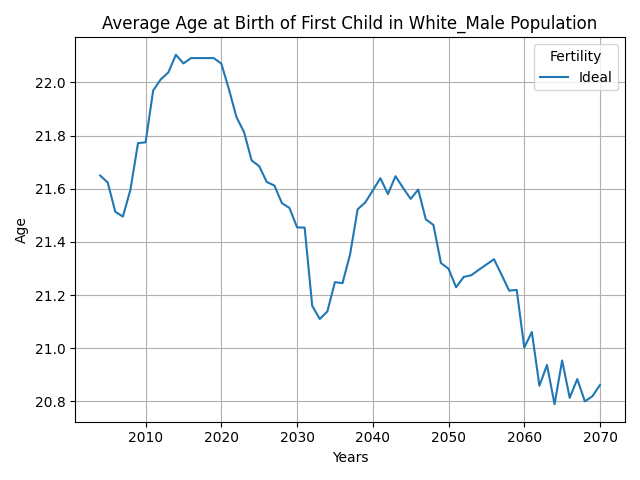 Average Age at Birth of First Child in White_Male Population
Fertility
Ideal
Age
22.0
21.8
21.6
21.4
21.2
21.0
20.8
2010 2020 2030 2040 2050 2060 2070
Years